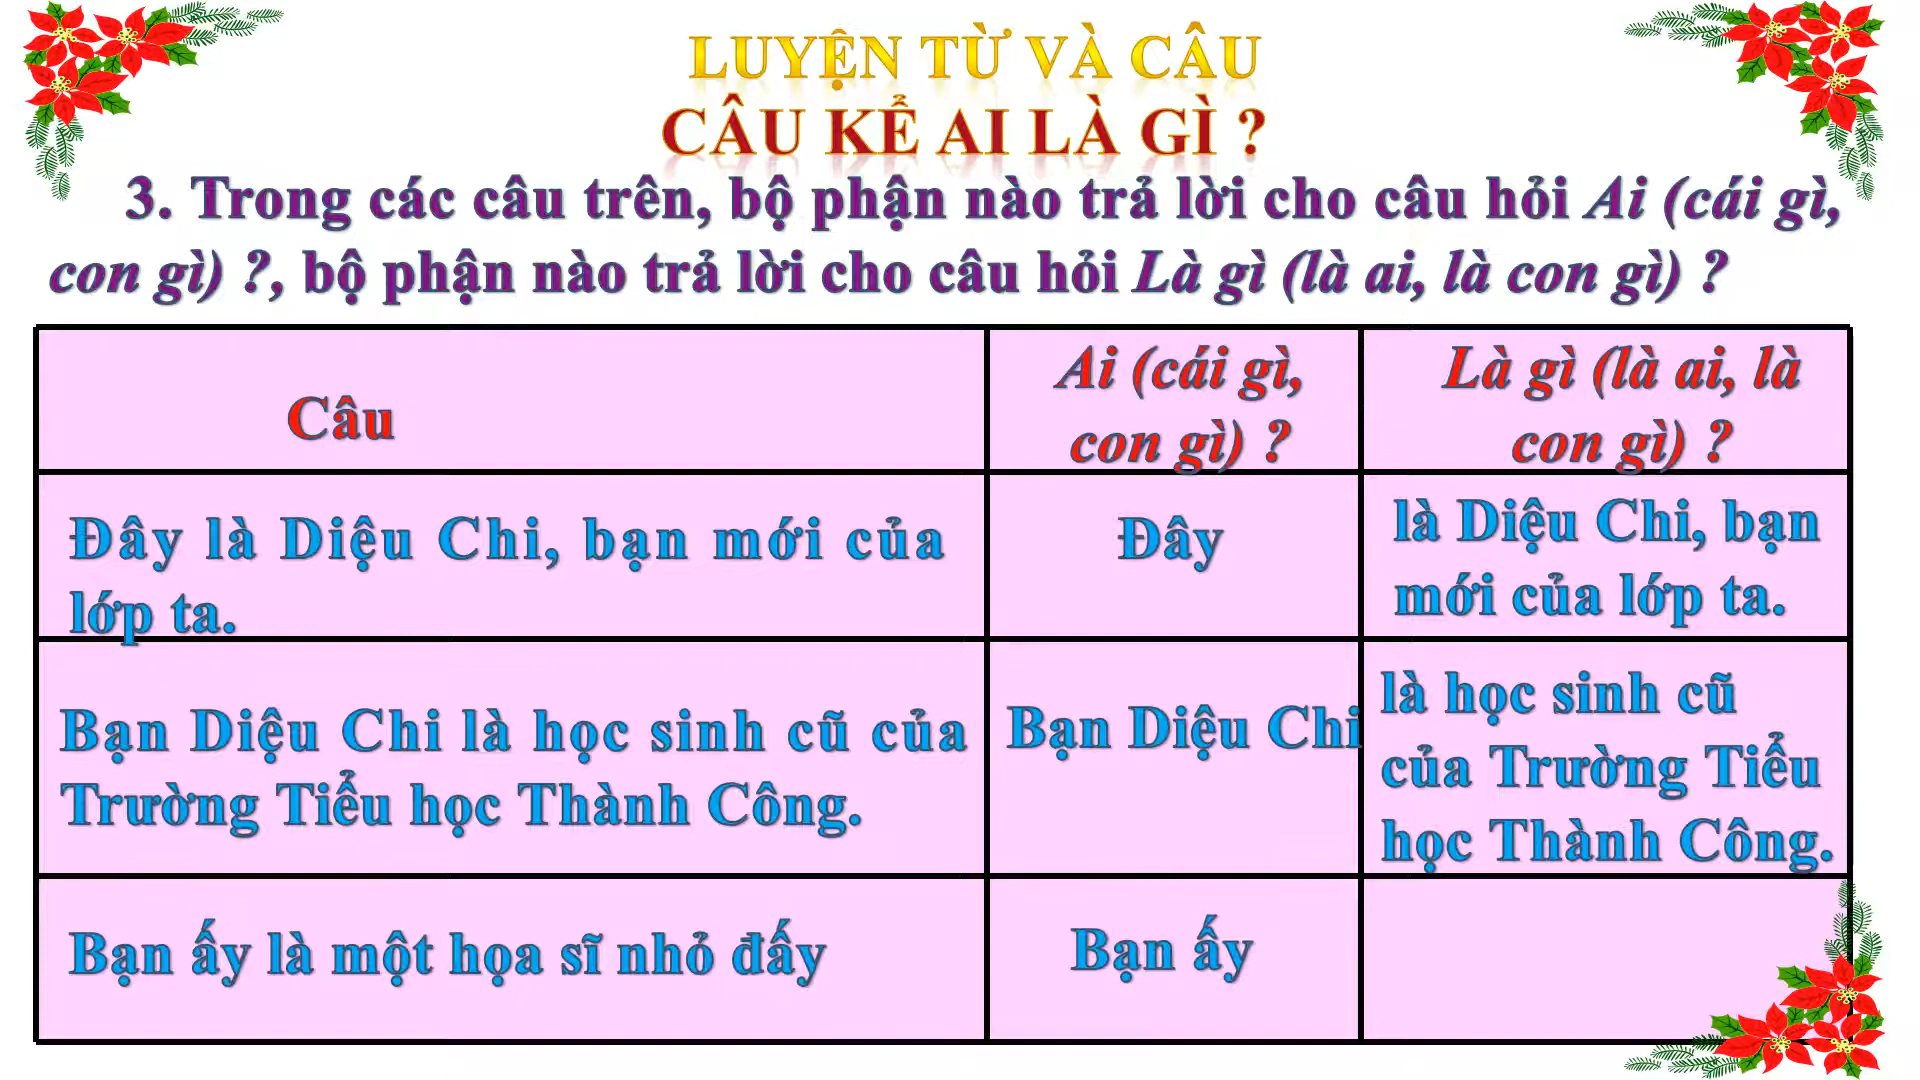 LUYỆN TỪ VÀ CÂU
CÂU KỂ AI LÀ GÌ ?
3. Trong các câu trên, bộ phận nào trả lời cho câu hỏi Ai (cái gì,
con gì) ?, bộ phận nào trả lời cho câu hỏi Là gì (là ai, là con gì) ?
Câu
Ai (cái gì,
con gì) ?
Là gì (là ai, là
con gì) ?
Đây là Diệu Chi, bạn mới của
lớp ta.
Đây
là Diệu Chi, bạn
mới của lớp ta.
Bạn Diệu Chi là học sinh cũ của
Trường Tiểu học Thành Công.
Bạn Diệu Chi
là học sinh cũ
của Trường Tiểu
học Thành Công.
Bạn ấy là một họa sĩ nhỏ đấy
Bạn ấy